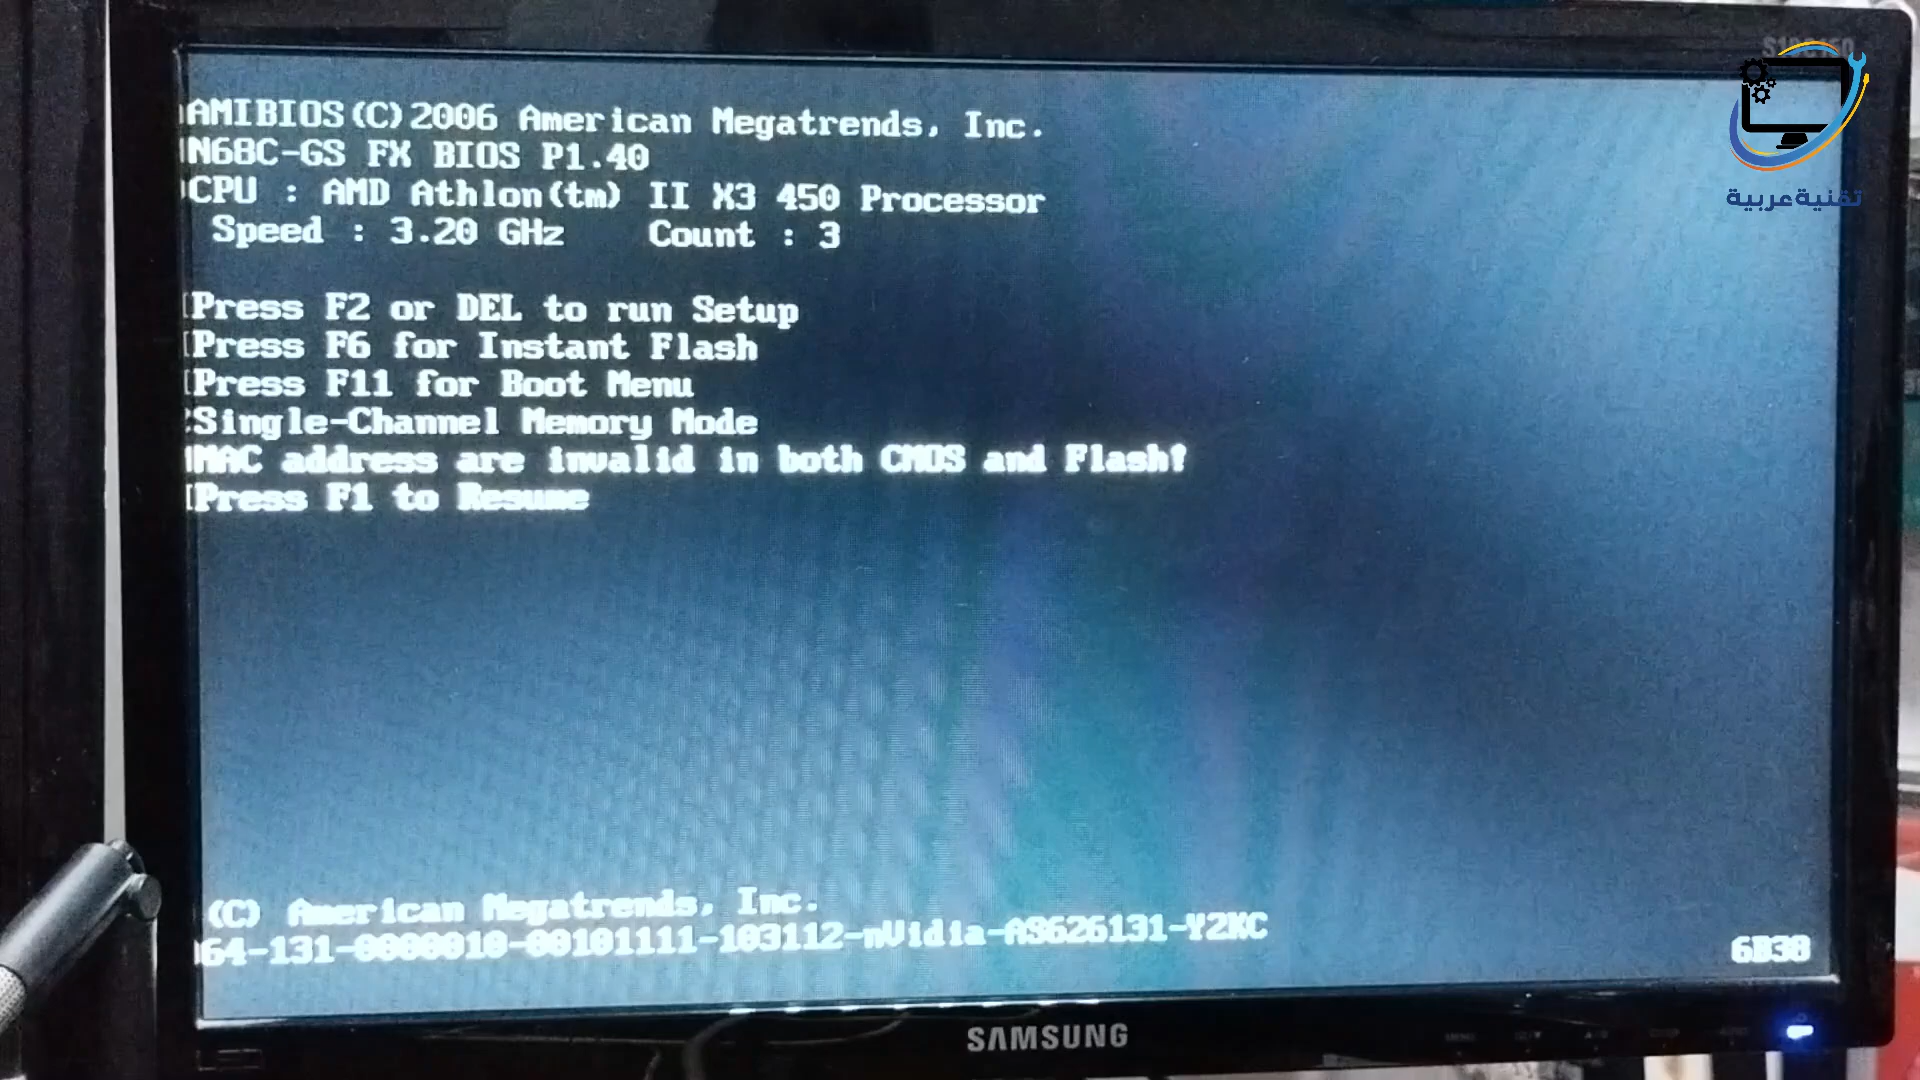 AMIBIOS(C)2006 American Megatrends, Inc.
N68C-GS FX BIOS P1.40
CPU : AMD Athlon(tm) II X3 450 Processor
Speed : 3.20 GHz    Count : 3
Press F2 or DEL to run Setup
Press F6 for Instant Flash
Press F11 for Boot Menu
Single-Channel Memory Mode
MAC address are invalid in both CMOS and Flash!
Press F1 to Resume
(C) American Megatrends, Inc.
64-131-0000010-00101111-103112-nVidia-AS626131-Y2KC
6B38
SAMSUNG
تقنية عربية